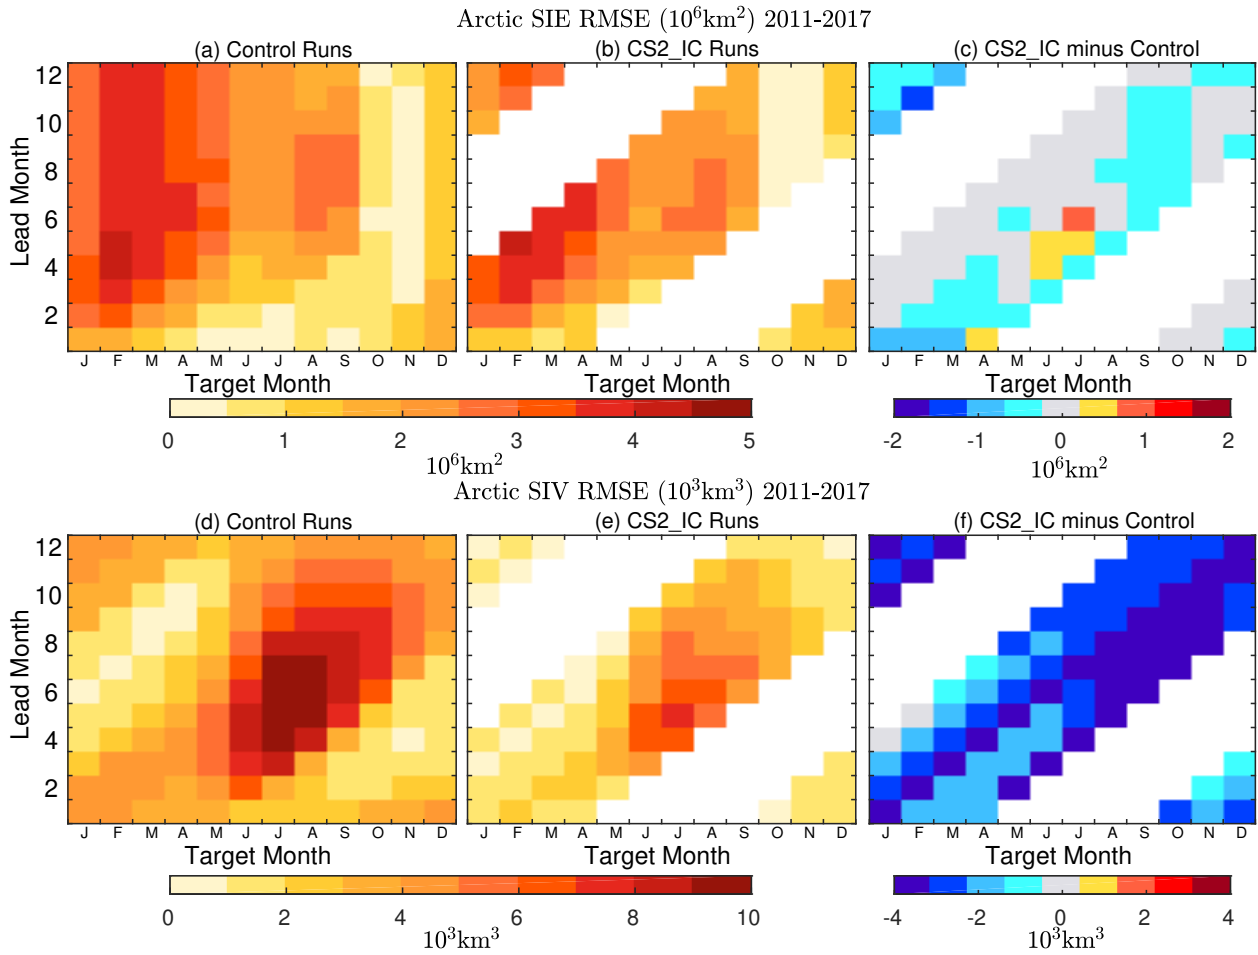 Arctic SIE RMSE (10⁶km²) 2011-2017
(a) Control Runs
(b) CS2_IC Runs
(c) CS2_IC minus Control
Lead Month
12
10
8
6
4
2
J F M A M J J A S O N D
J F M A M J J A S O N D
J F M A M J J A S O N D
Target Month
Target Month
Target Month
0 1 2 3 4 5
-2 -1 0 1 2
10⁶km²
10⁶km²
Arctic SIV RMSE (10³km³) 2011-2017
(d) Control Runs
(e) CS2_IC Runs
(f) CS2_IC minus Control
Lead Month
12
10
8
6
4
2
J F M A M J J A S O N D
J F M A M J J A S O N D
J F M A M J J A S O N D
Target Month
Target Month
Target Month
0 2 4 6 8 10
-4 -2 0 2 4
10³km³
10³km³